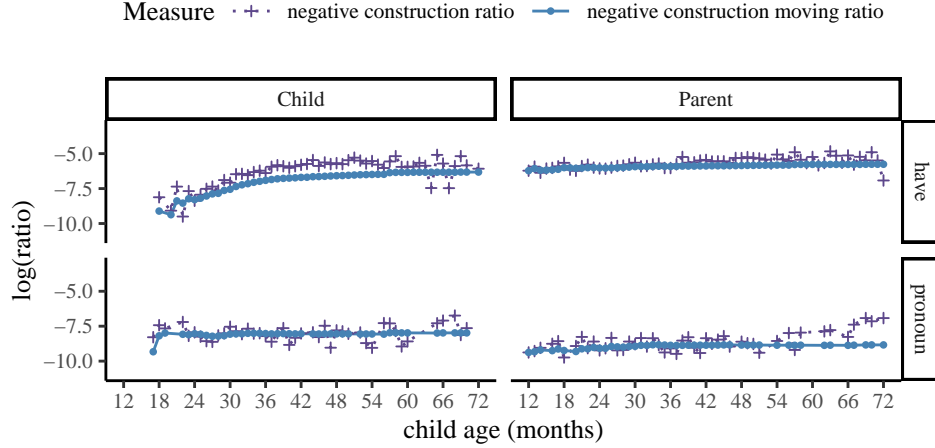 Measure negative construction ratio negative construction moving ratio
Child Parent
−5.0
−7.5
−10.0
have
−5.0
−7.5
−10.0
pronoun
log(ratio)
12 18 24 30 36 42 48 54 60 66 72 12 18 24 30 36 42 48 54 60 66 72
child age (months)